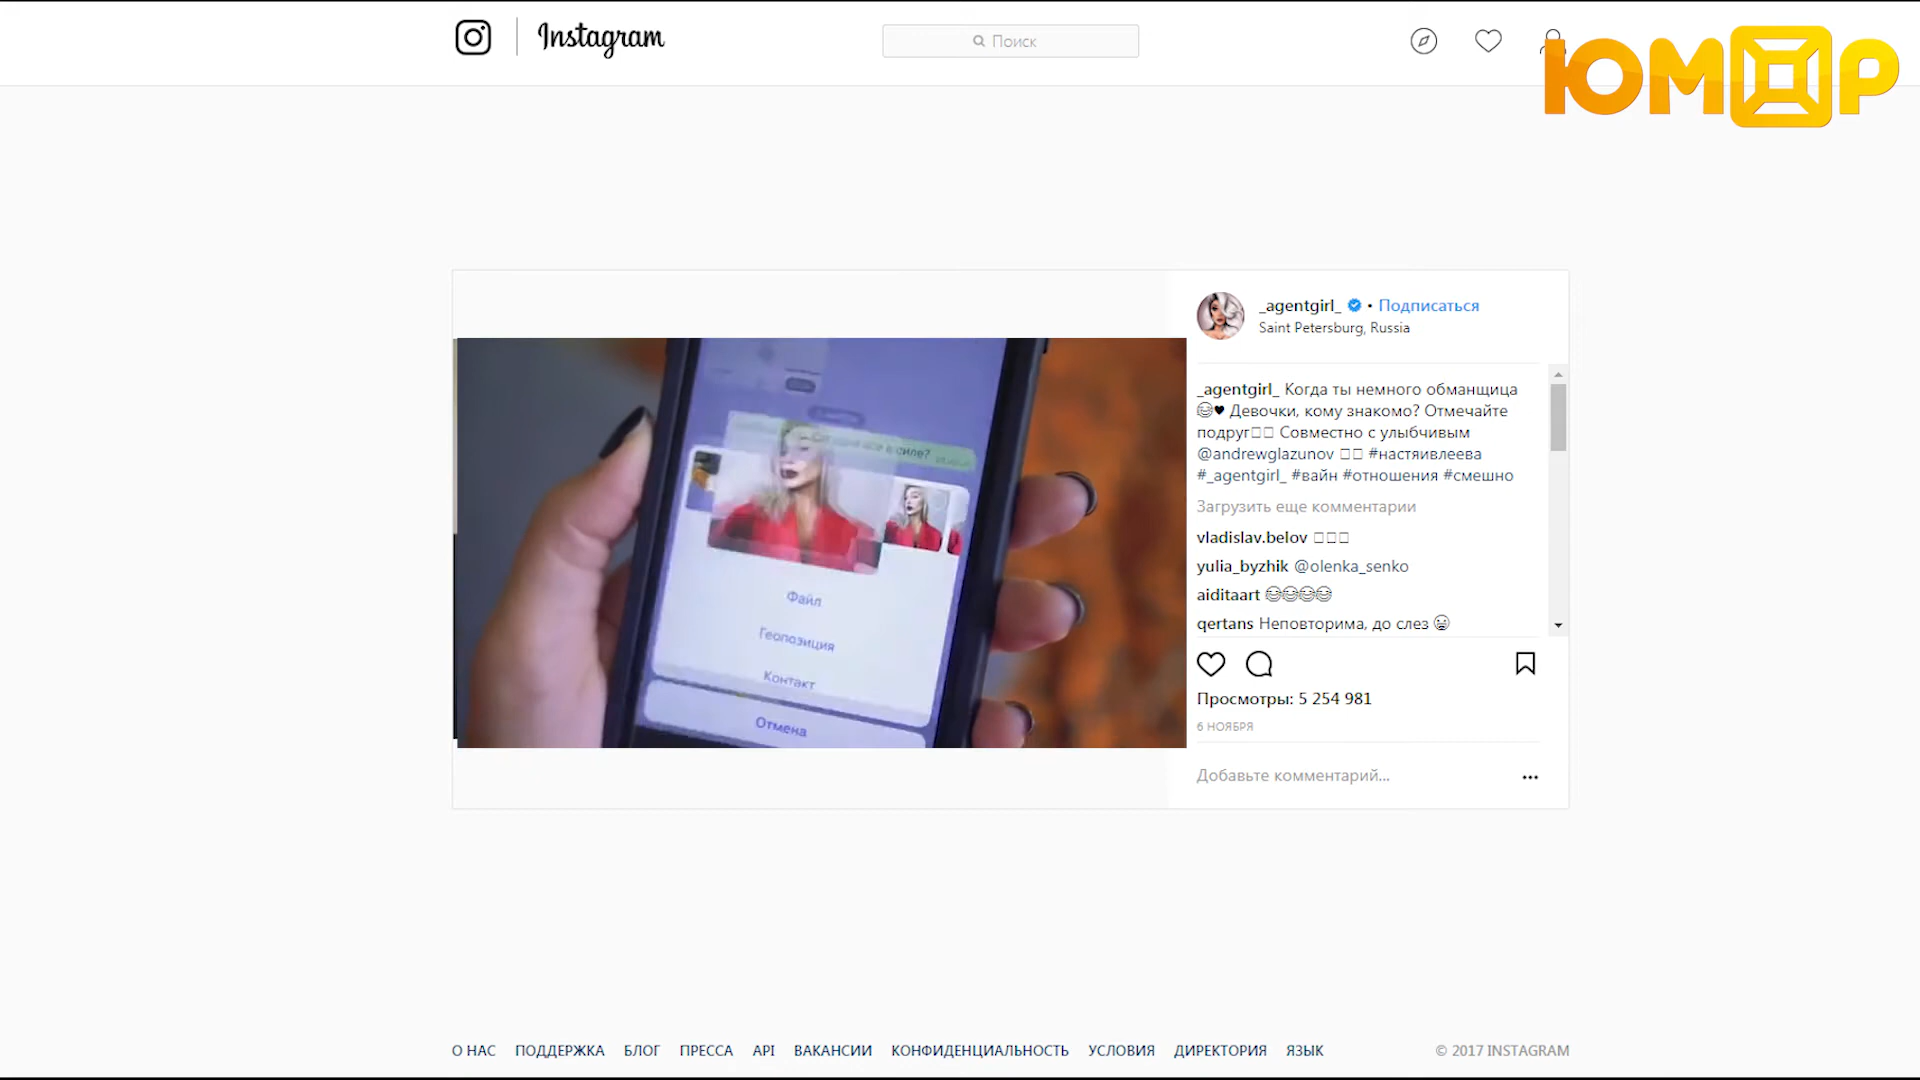 Instagram
Поиск
ЮМОР
_agentgirl_ • Подписаться
Saint Petersburg, Russia
_agentgirl_ Когда ты немного обманщица
😂♥ Девочки, кому знакомо? Отмечайте
подруг Совместно с улыбчивым
@andrewglazunov #настяивлеева
#_agentgirl_ #вайн #отношения #смешно
Загрузить еще комментарии
vladislav.belov
yulia_byzhik @olenka_senko
aiditaart 😂😂😂😂
qertans Неповторима, до слез 😭
Просмотры: 5 254 981
6 НОЯБРЯ
Добавьте комментарий...
в силе?
Файл
Геопозиция
Контакт
Отмена
О НАС ПОДДЕРЖКА БЛОГ ПРЕССА API ВАКАНСИИ КОНФИДЕНЦИАЛЬНОСТЬ УСЛОВИЯ ДИРЕКТОРИЯ ЯЗЫК © 2017 INSTAGRAM